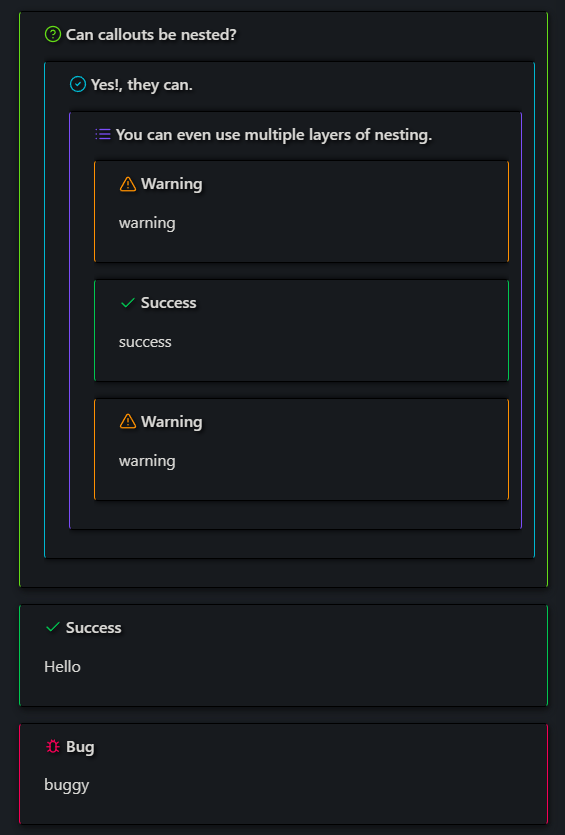 Can callouts be nested?
Yes!, they can.
You can even use multiple layers of nesting.
Warning
warning
Success
success
Warning
warning
Success
Hello
Bug
buggy